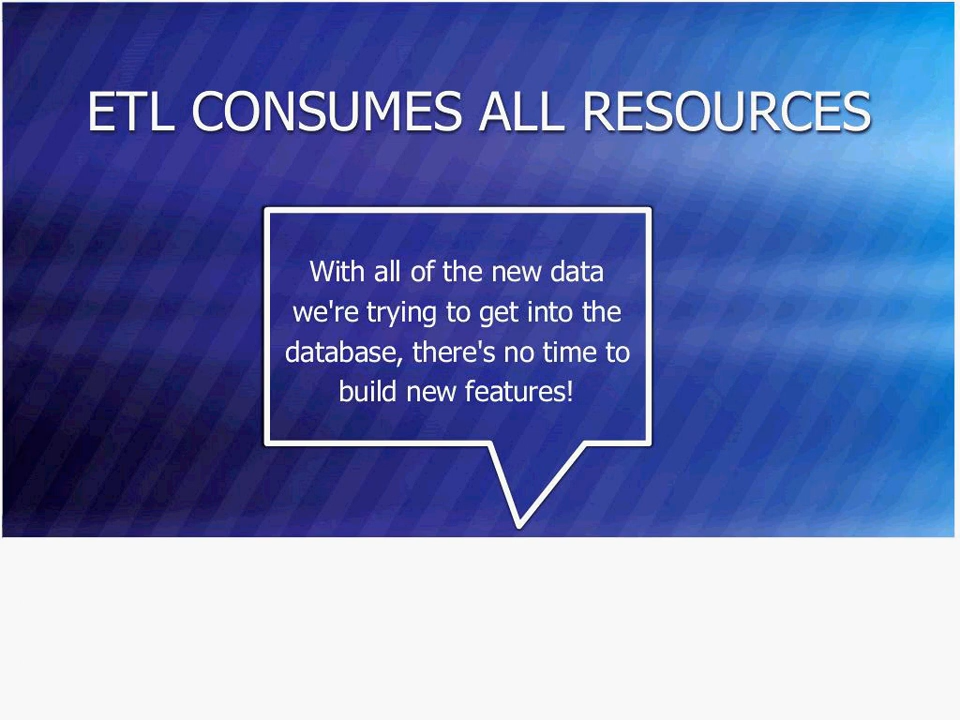 ETL CONSUMES ALL RESOURCES
With all of the new data
we're trying to get into the
database, there's no time to
build new features!